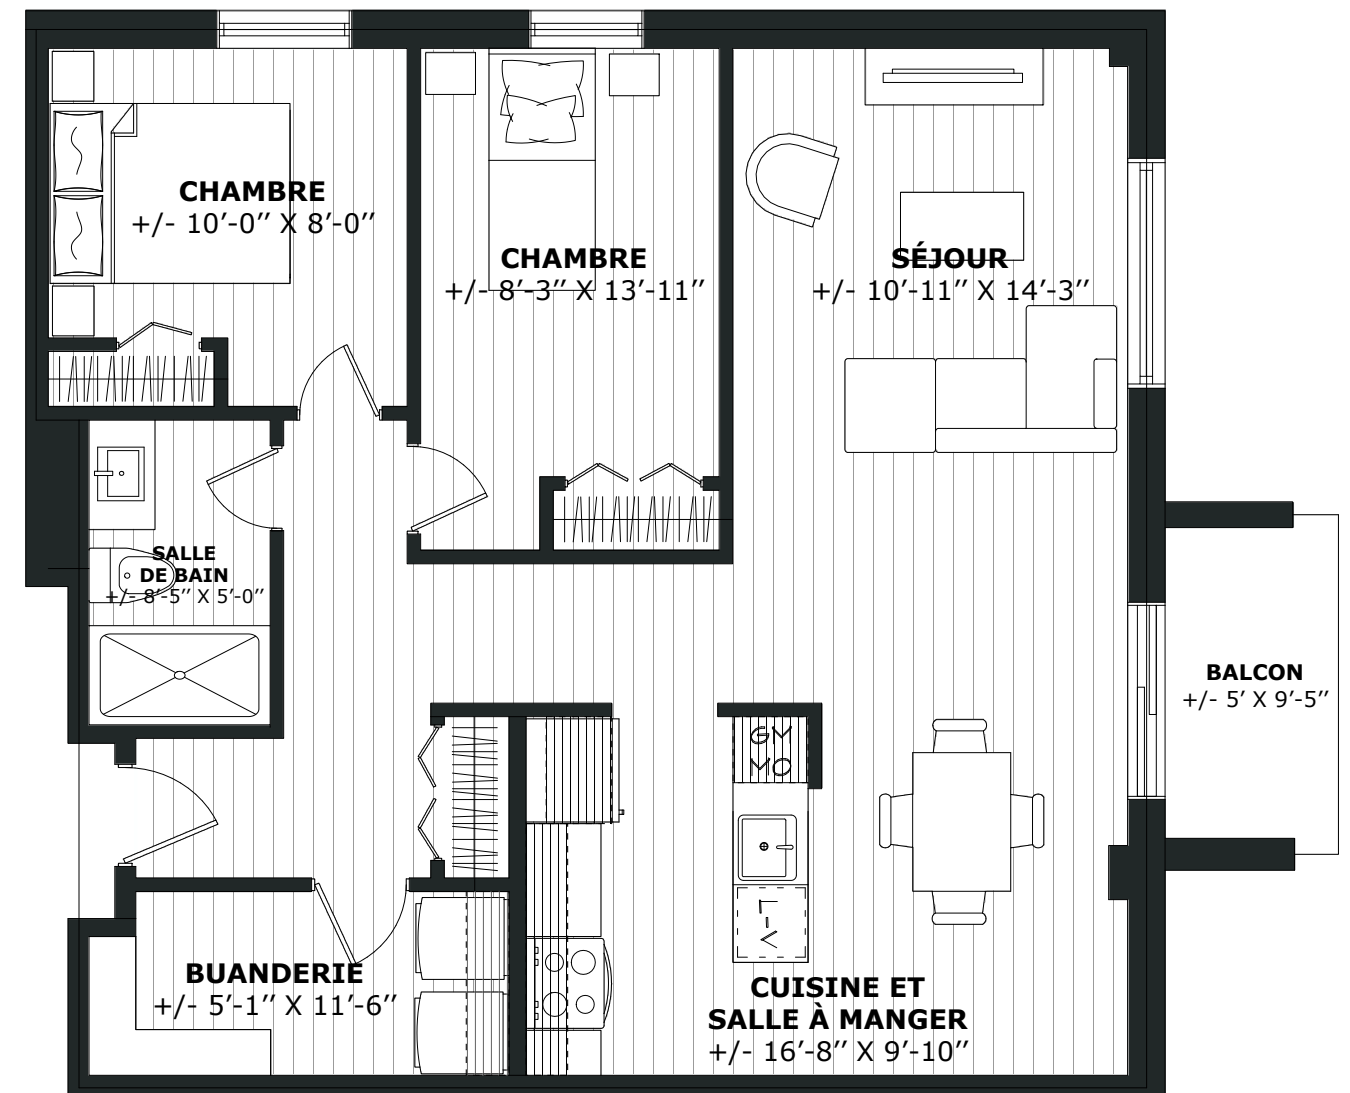 CHAMBRE
+/- 10’-0’’ X 8’-0’’
CHAMBRE
+/- 8’-3’’ X 13’-11’’
SÉJOUR
+/- 10’-11’’ X 14’-3’’
SALLE
DE BAIN
+/- 8’-5’’ X 5’-0’’
BALCON
+/- 5’ X 9’-5’’
GM
MO
L-V
BUANDERIE
+/- 5’-1’’ X 11’-6’’
CUISINE ET
SALLE À MANGER
+/- 16’-8’’ X 9’-10’’